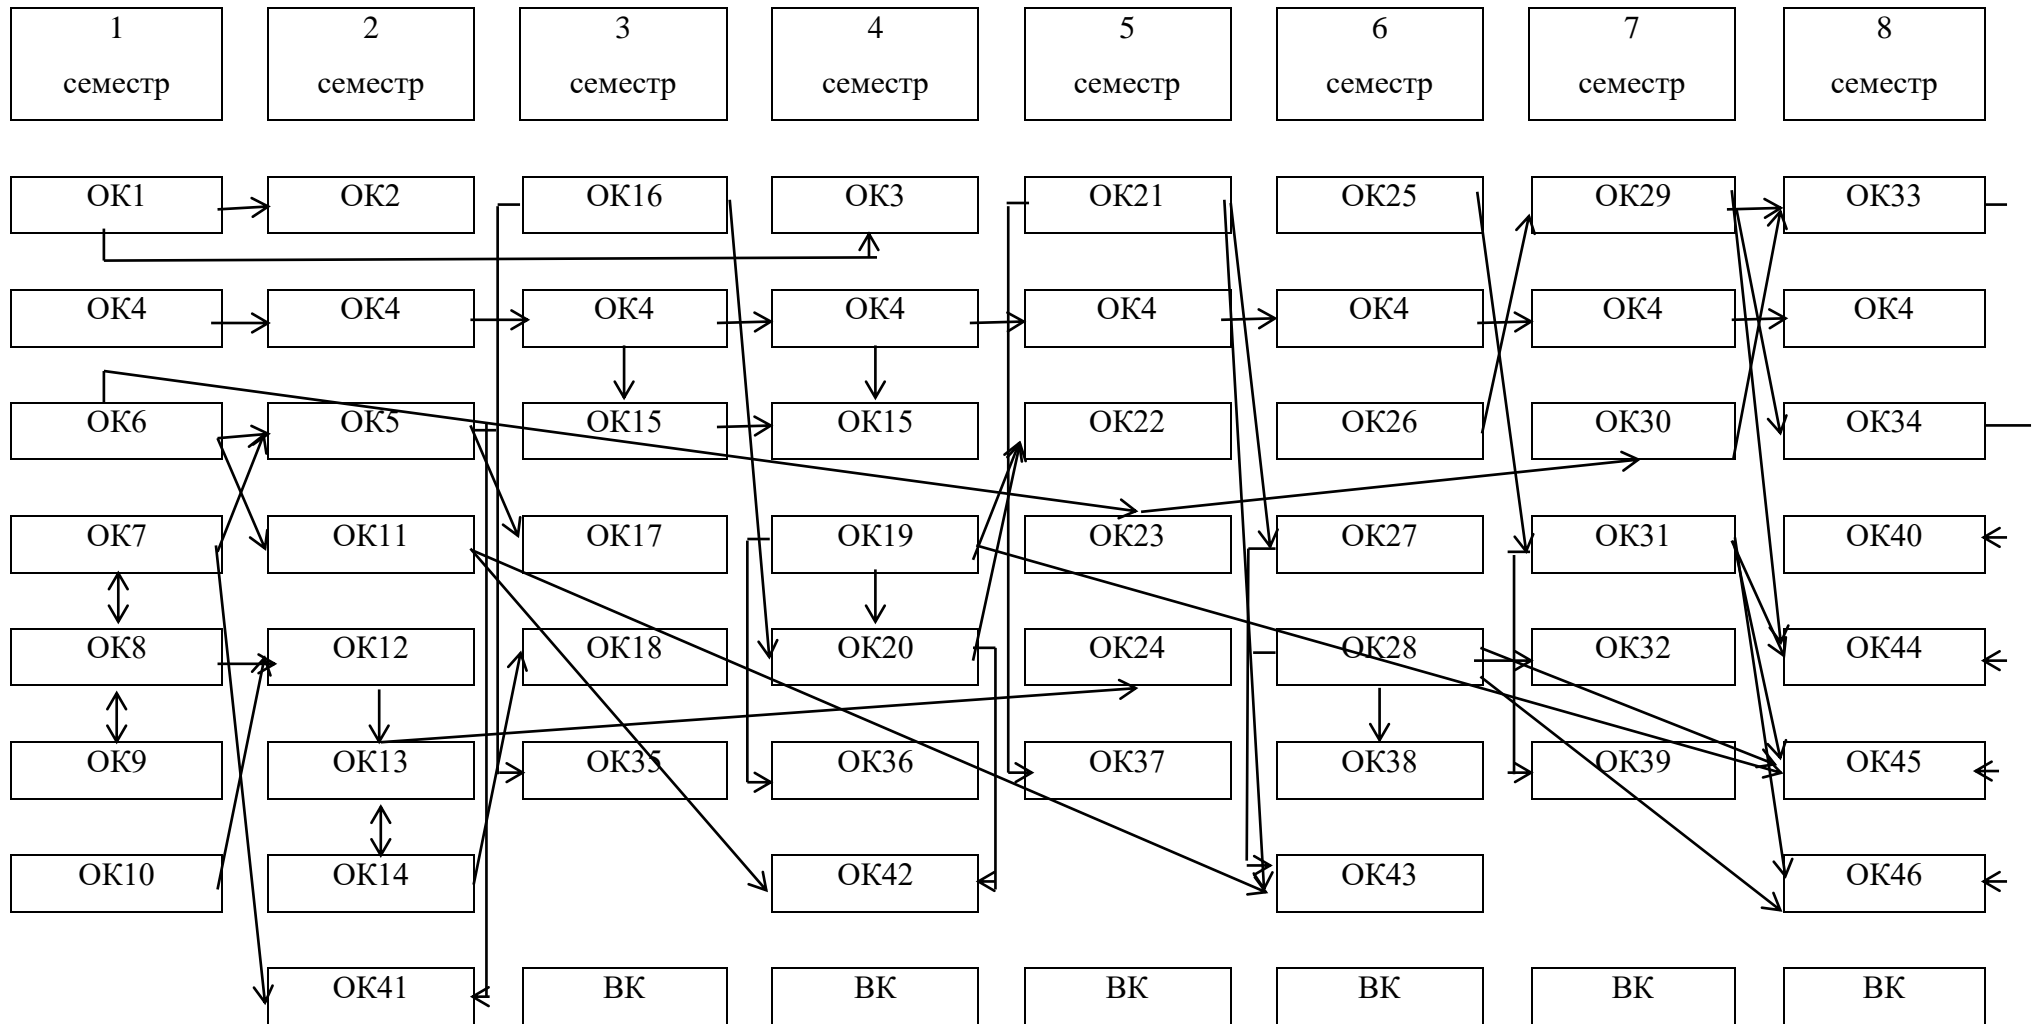 1 2 3 4 5 6 7 8
семестр семестр семестр семестр семестр семестр семестр семестр
ОК1 ОК2 ОК16 ОК3 ОК21 ОК25 ОК29 ОК33
ОК4 ОК4 ОК4 ОК4 ОК4 ОК4 ОК4 ОК4
ОК6 ОК5 ОК15 ОК15 ОК22 ОК26 ОК30 ОК34
ОК7 ОК11 ОК17 ОК19 ОК23 ОК27 ОК31 ОК40
ОК8 ОК12 ОК18 ОК20 ОК24 ОК28 ОК32 ОК44
ОК9 ОК13 ОК35 ОК36 ОК37 ОК38 ОК39 ОК45
ОК10 ОК14 ОК42 ОК43 ОК46
ОК41 ВК ВК ВК ВК ВК ВК